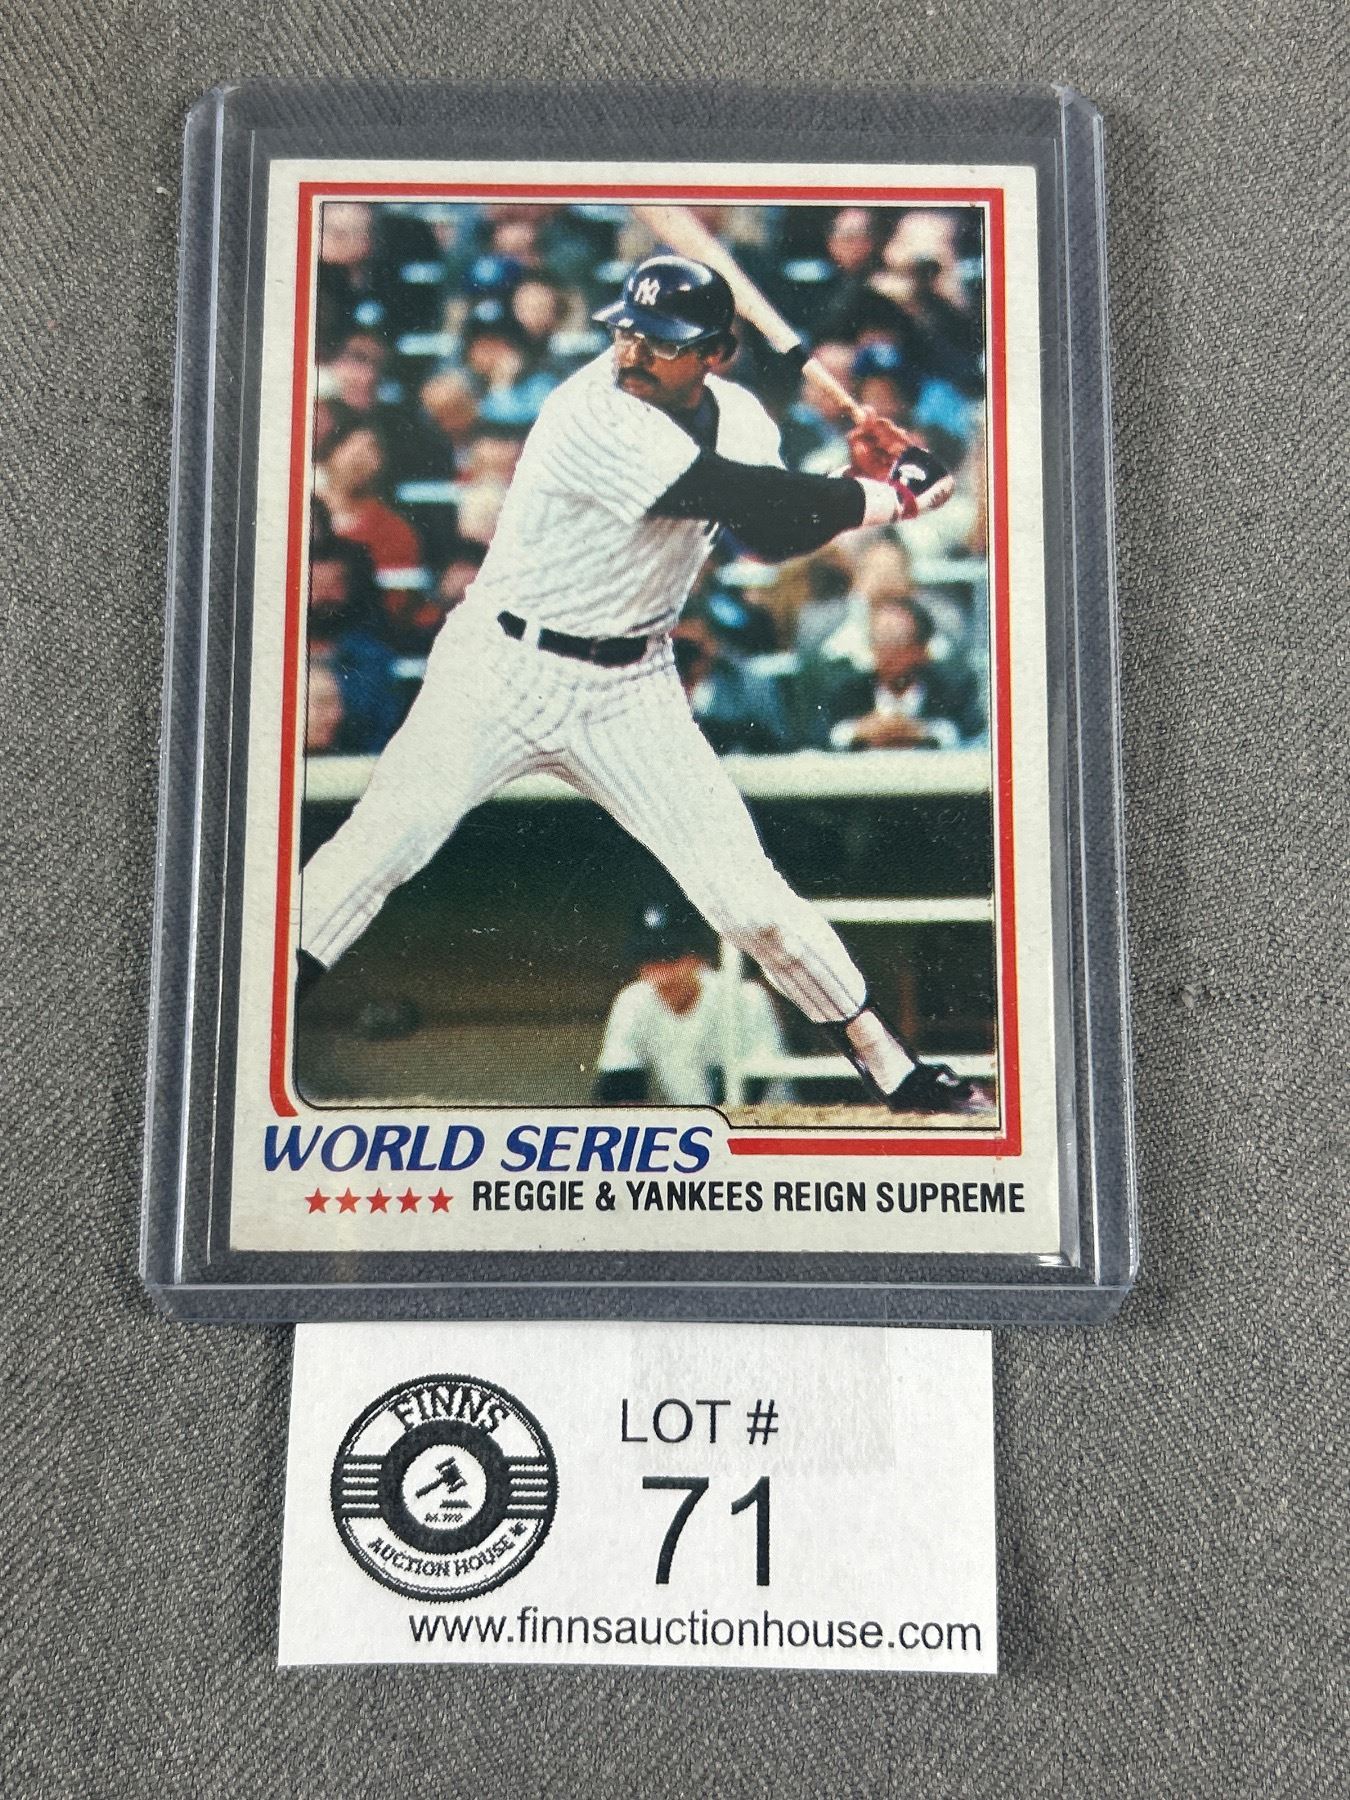 NY
WORLD SERIES
★★★★★ REGGIE & YANKEES REIGN SUPREME
FINNS
AUCTION HOUSE
LOT #
71
www.finnsauctionhouse.com